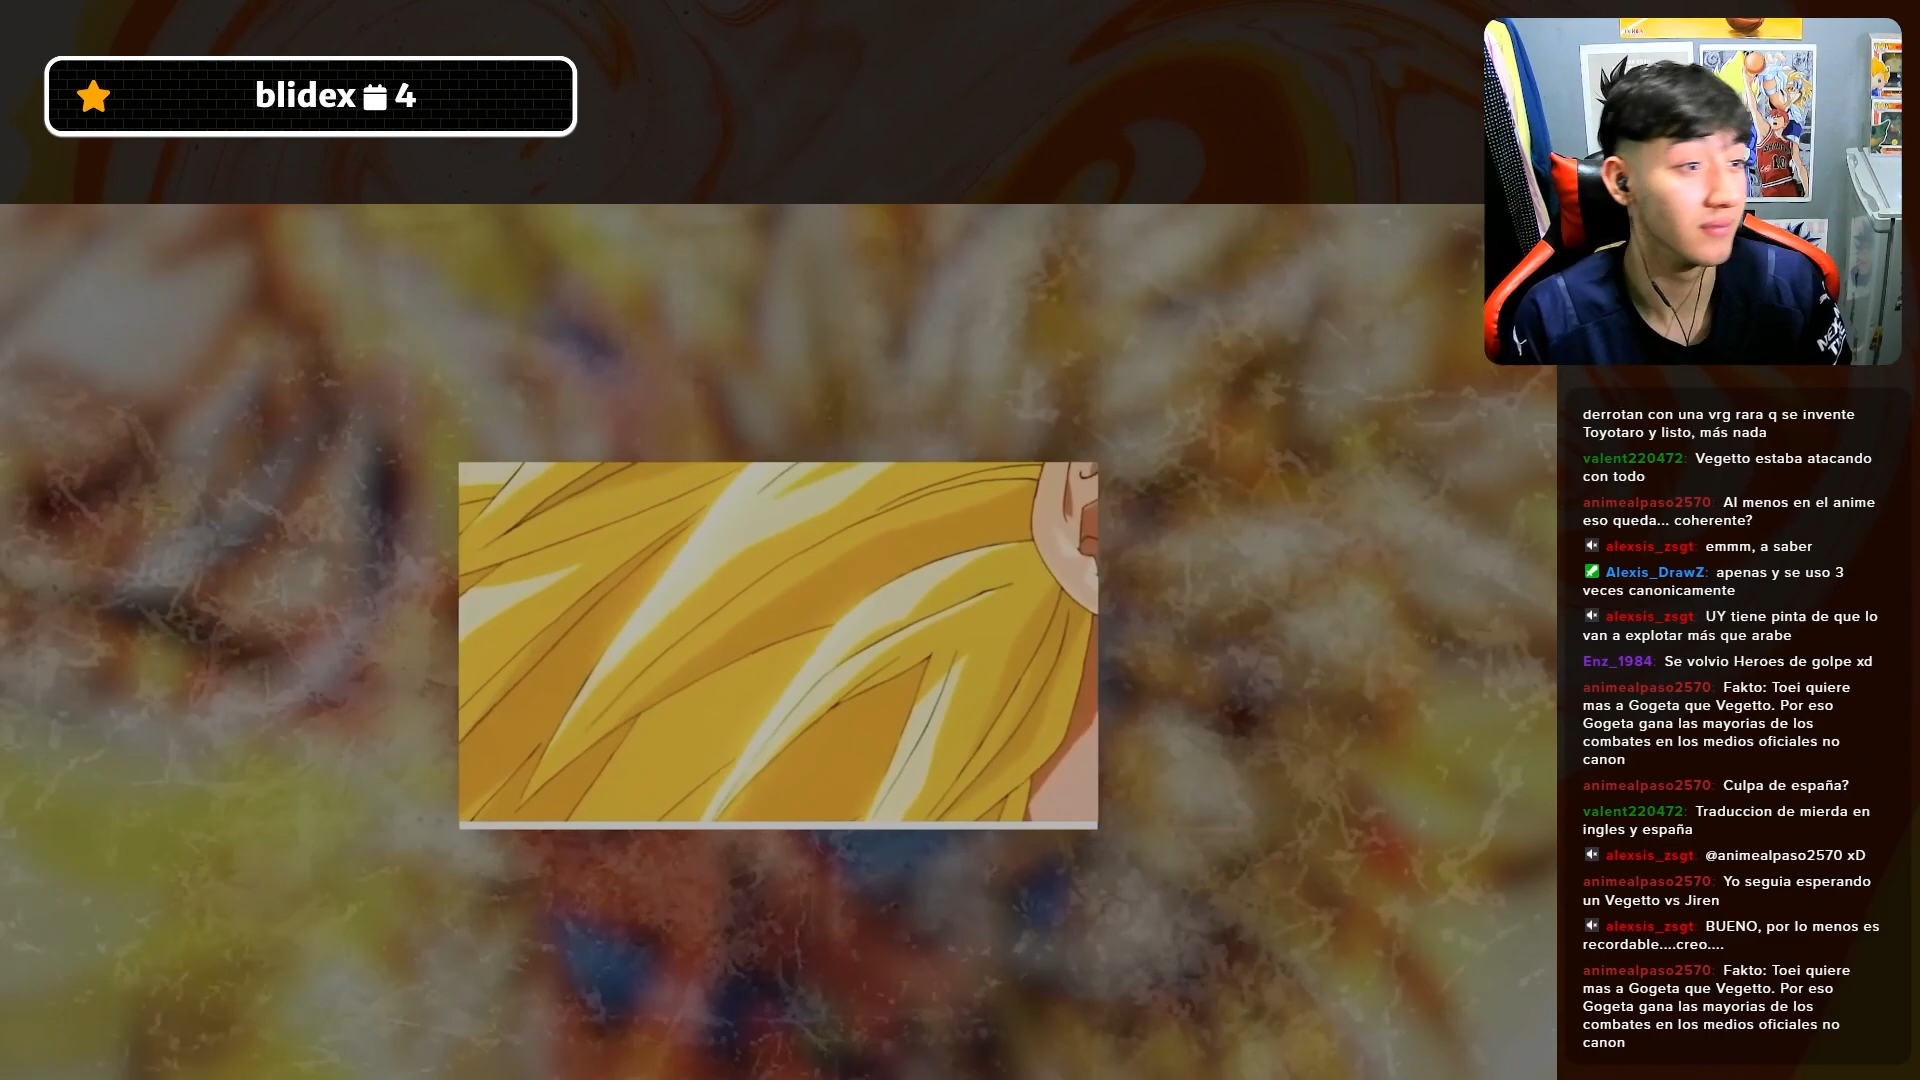 blidex 4
derrotan con una vrg rara q se invente
Toyotaro y listo, más nada
valent220472: Vegetto estaba atacando
con todo
animealpaso2570: Al menos en el anime
eso queda... coherente?
alexsis_zsgt: emmm, a saber
Alexis_DrawZ: apenas y se uso 3
veces canonicamente
alexsis_zsgt: UY tiene pinta de que lo
van a explotar más que arabe
Enz_1984: Se volvio Heroes de golpe xd
animealpaso2570: Fakto: Toei quiere
mas a Gogeta que Vegetto. Por eso
Gogeta gana las mayorias de los
combates en los medios oficiales no
canon
animealpaso2570: Culpa de españa?
valent220472: Traduccion de mierda en
ingles y españa
alexsis_zsgt: @animealpaso2570 xD
animealpaso2570: Yo seguia esperando
un Vegetto vs Jiren
alexsis_zsgt: BUENO, por lo menos es
recordable....creo....
animealpaso2570: Fakto: Toei quiere
mas a Gogeta que Vegetto. Por eso
Gogeta gana las mayorias de los
combates en los medios oficiales no
canon